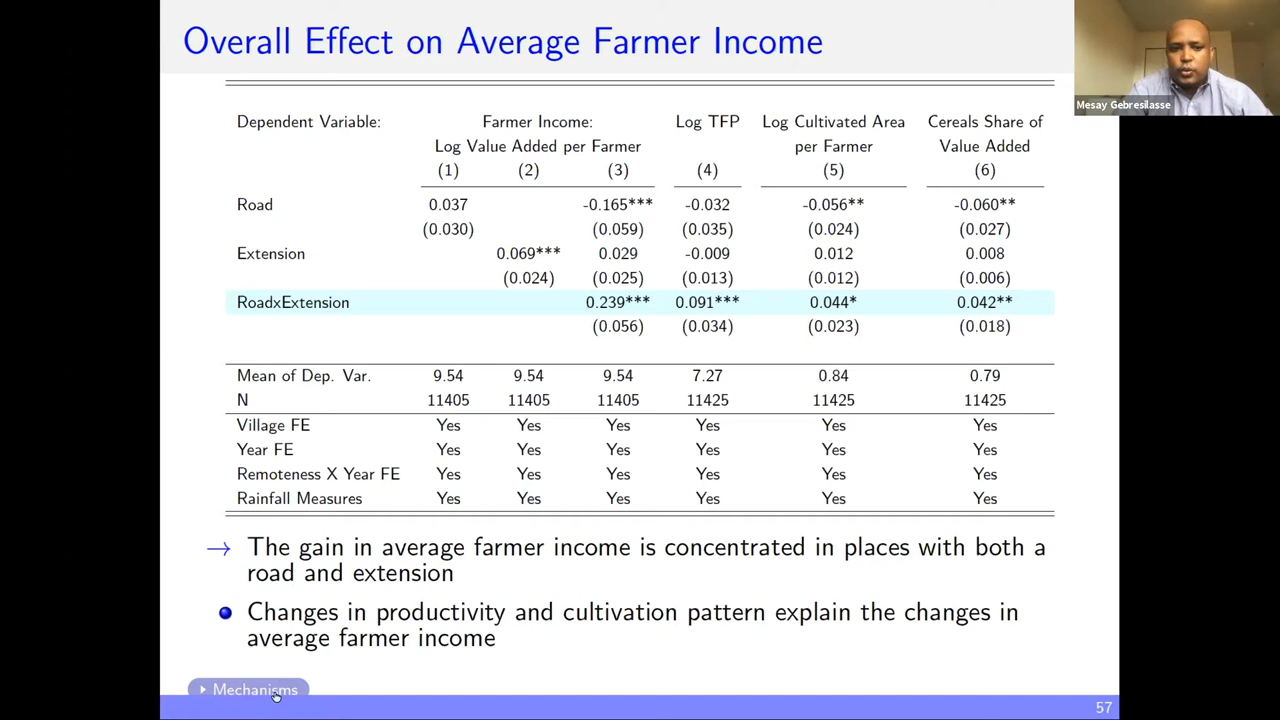 Overall Effect on Average Farmer Income
Mesay Gebresilasse
Dependent Variable: Farmer Income: Log TFP Log Cultivated Area Cereals Share of
Log Value Added per Farmer per Farmer Value Added
(1) (2) (3) (4) (5) (6)
Road 0.037 -0.165*** -0.032 -0.056** -0.060**
(0.030) (0.059) (0.035) (0.024) (0.027)
Extension 0.069*** 0.029 -0.009 0.012 0.008
(0.024) (0.025) (0.013) (0.012) (0.006)
RoadxExtension 0.239*** 0.091*** 0.044* 0.042**
(0.056) (0.034) (0.023) (0.018)
Mean of Dep. Var. 9.54 9.54 9.54 7.27 0.84 0.79
N 11405 11405 11405 11425 11425 11425
Village FE Yes Yes Yes Yes Yes Yes
Year FE Yes Yes Yes Yes Yes Yes
Remoteness X Year FE Yes Yes Yes Yes Yes Yes
Rainfall Measures Yes Yes Yes Yes Yes Yes
→ The gain in average farmer income is concentrated in places with both a
road and extension
Changes in productivity and cultivation pattern explain the changes in
average farmer income
Mechanisms
57